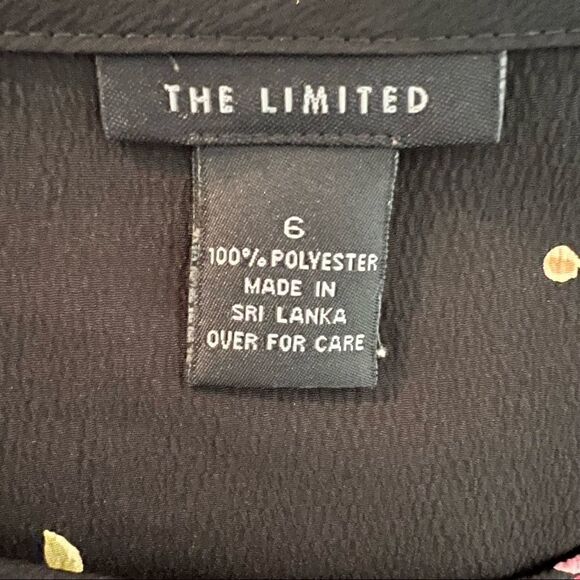 THE LIMITED
6
100% POLYESTER
MADE IN
SRI LANKA
OVER FOR CARE